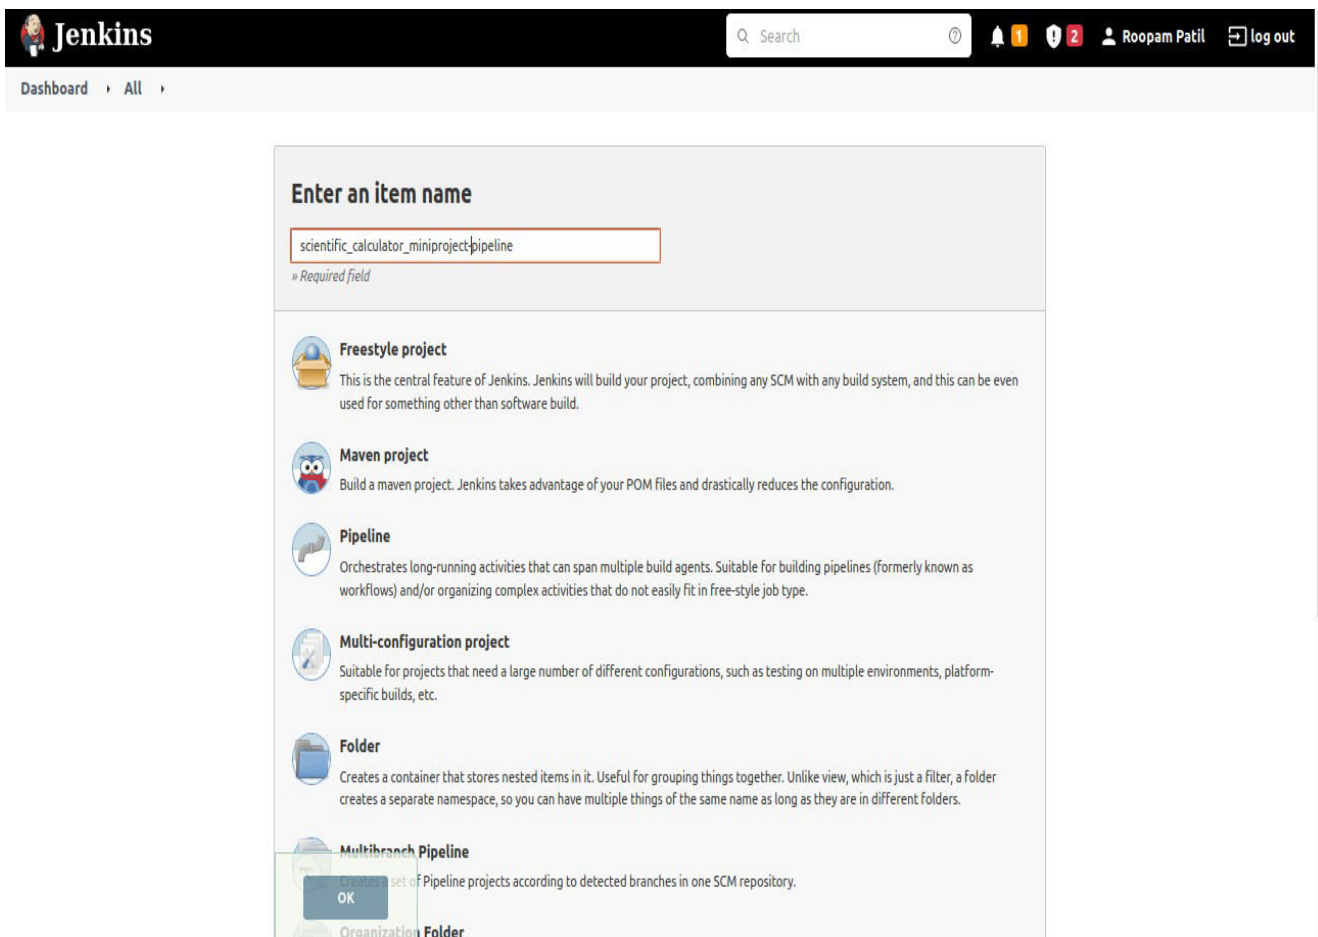 Jenkins
Search
1
2
Roopam Patil
log out
Dashboard
All
Enter an item name
scientific_calculator_miniproject-pipeline
» Required field
Freestyle project
This is the central feature of Jenkins. Jenkins will build your project, combining any SCM with any build system, and this can be even
used for something other than software build.
Maven project
Build a maven project. Jenkins takes advantage of your POM files and drastically reduces the configuration.
Pipeline
Orchestrates long-running activities that can span multiple build agents. Suitable for building pipelines (formerly known as
workflows) and/or organizing complex activities that do not easily fit in free-style job type.
Multi-configuration project
Suitable for projects that need a large number of different configurations, such as testing on multiple environments, platform-
specific builds, etc.
Folder
Creates a container that stores nested items in it. Useful for grouping things together. Unlike view, which is just a filter, a folder
creates a separate namespace, so you can have multiple things of the same name as long as they are in different folders.
Multibranch Pipeline
Creates a set of Pipeline projects according to detected branches in one SCM repository.
OK
Organization Folder